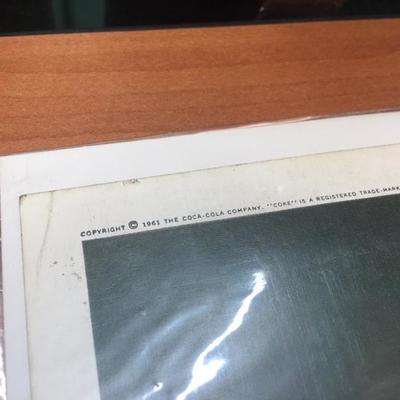 COPYRIGHT © 1961 THE COCA-COLA COMPANY. "COKE" IS A REGISTERED TRADE-MARK